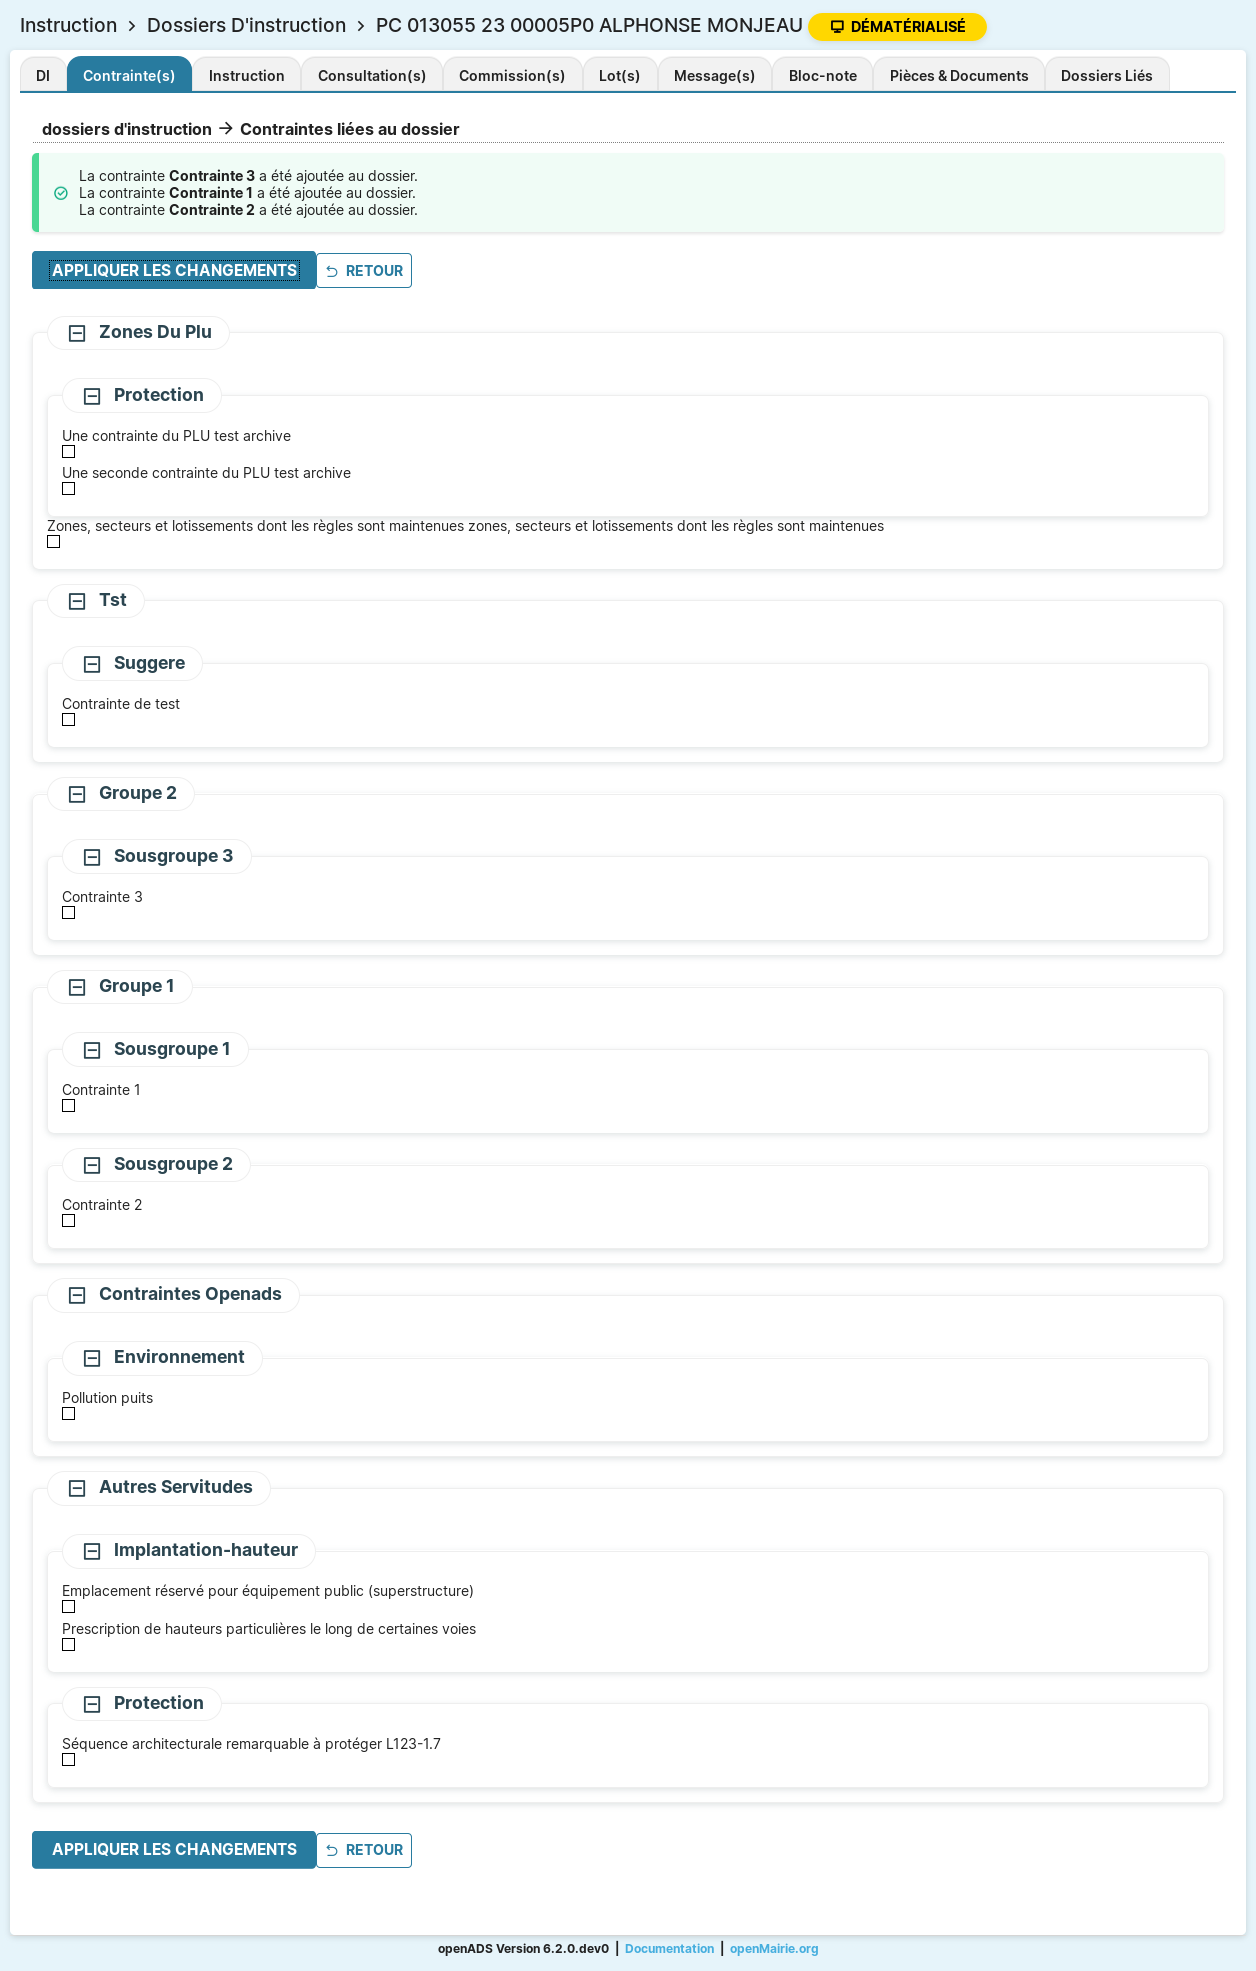 Instruction > Dossiers D'instruction > PC 013055 23 00005P0 ALPHONSE MONJEAU DÉMATÉRIALISÉ
DI Contrainte(s) Instruction Consultation(s) Commission(s) Lot(s) Message(s) Bloc-note Pièces & Documents Dossiers Liés
dossiers d'instruction → Contraintes liées au dossier
La contrainte Contrainte 3 a été ajoutée au dossier.
La contrainte Contrainte 1 a été ajoutée au dossier.
La contrainte Contrainte 2 a été ajoutée au dossier.
APPLIQUER LES CHANGEMENTS RETOUR
Zones Du Plu
Protection
Une contrainte du PLU test archive
Une seconde contrainte du PLU test archive
Zones, secteurs et lotissements dont les règles sont maintenues zones, secteurs et lotissements dont les règles sont maintenues
Tst
Suggere
Contrainte de test
Groupe 2
Sousgroupe 3
Contrainte 3
Groupe 1
Sousgroupe 1
Contrainte 1
Sousgroupe 2
Contrainte 2
Contraintes Openads
Environnement
Pollution puits
Autres Servitudes
Implantation-hauteur
Emplacement réservé pour équipement public (superstructure)
Prescription de hauteurs particulières le long de certaines voies
Protection
Séquence architecturale remarquable à protéger L123-1.7
APPLIQUER LES CHANGEMENTS RETOUR
openADS Version 6.2.0.dev0 | Documentation | openMairie.org